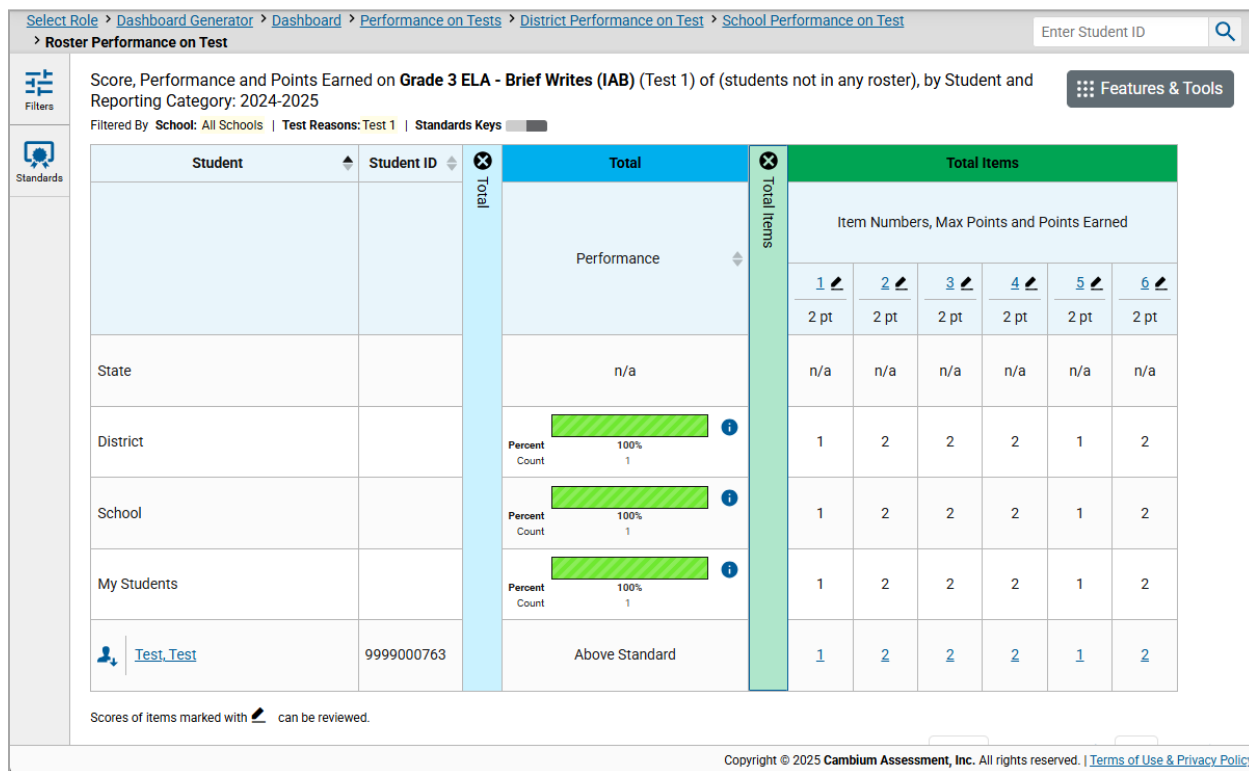 Select Role > Dashboard Generator > Dashboard > Performance on Tests > District Performance on Test > School Performance on Test
> Roster Performance on Test
Enter Student ID
Filters
Standards
Score, Performance and Points Earned on Grade 3 ELA - Brief Writes (IAB) (Test 1) of (students not in any roster), by Student and
Reporting Category: 2024-2025
Features & Tools
Filtered By School: All Schools | Test Reasons: Test 1 | Standards Keys
Student Student ID Total Total Total Items Total Items
Performance Item Numbers, Max Points and Points Earned
1 2 3 4 5 6
2 pt 2 pt 2 pt 2 pt 2 pt 2 pt
State n/a n/a n/a n/a n/a n/a n/a
District Percent 100% Count 1 1 2 2 2 1 2
School Percent 100% Count 1 1 2 2 2 1 2
My Students Percent 100% Count 1 1 2 2 2 1 2
Test, Test 9999000763 Above Standard 1 2 2 2 1 2
Scores of items marked with can be reviewed.
Copyright © 2025 Cambium Assessment, Inc. All rights reserved. | Terms of Use & Privacy Policy